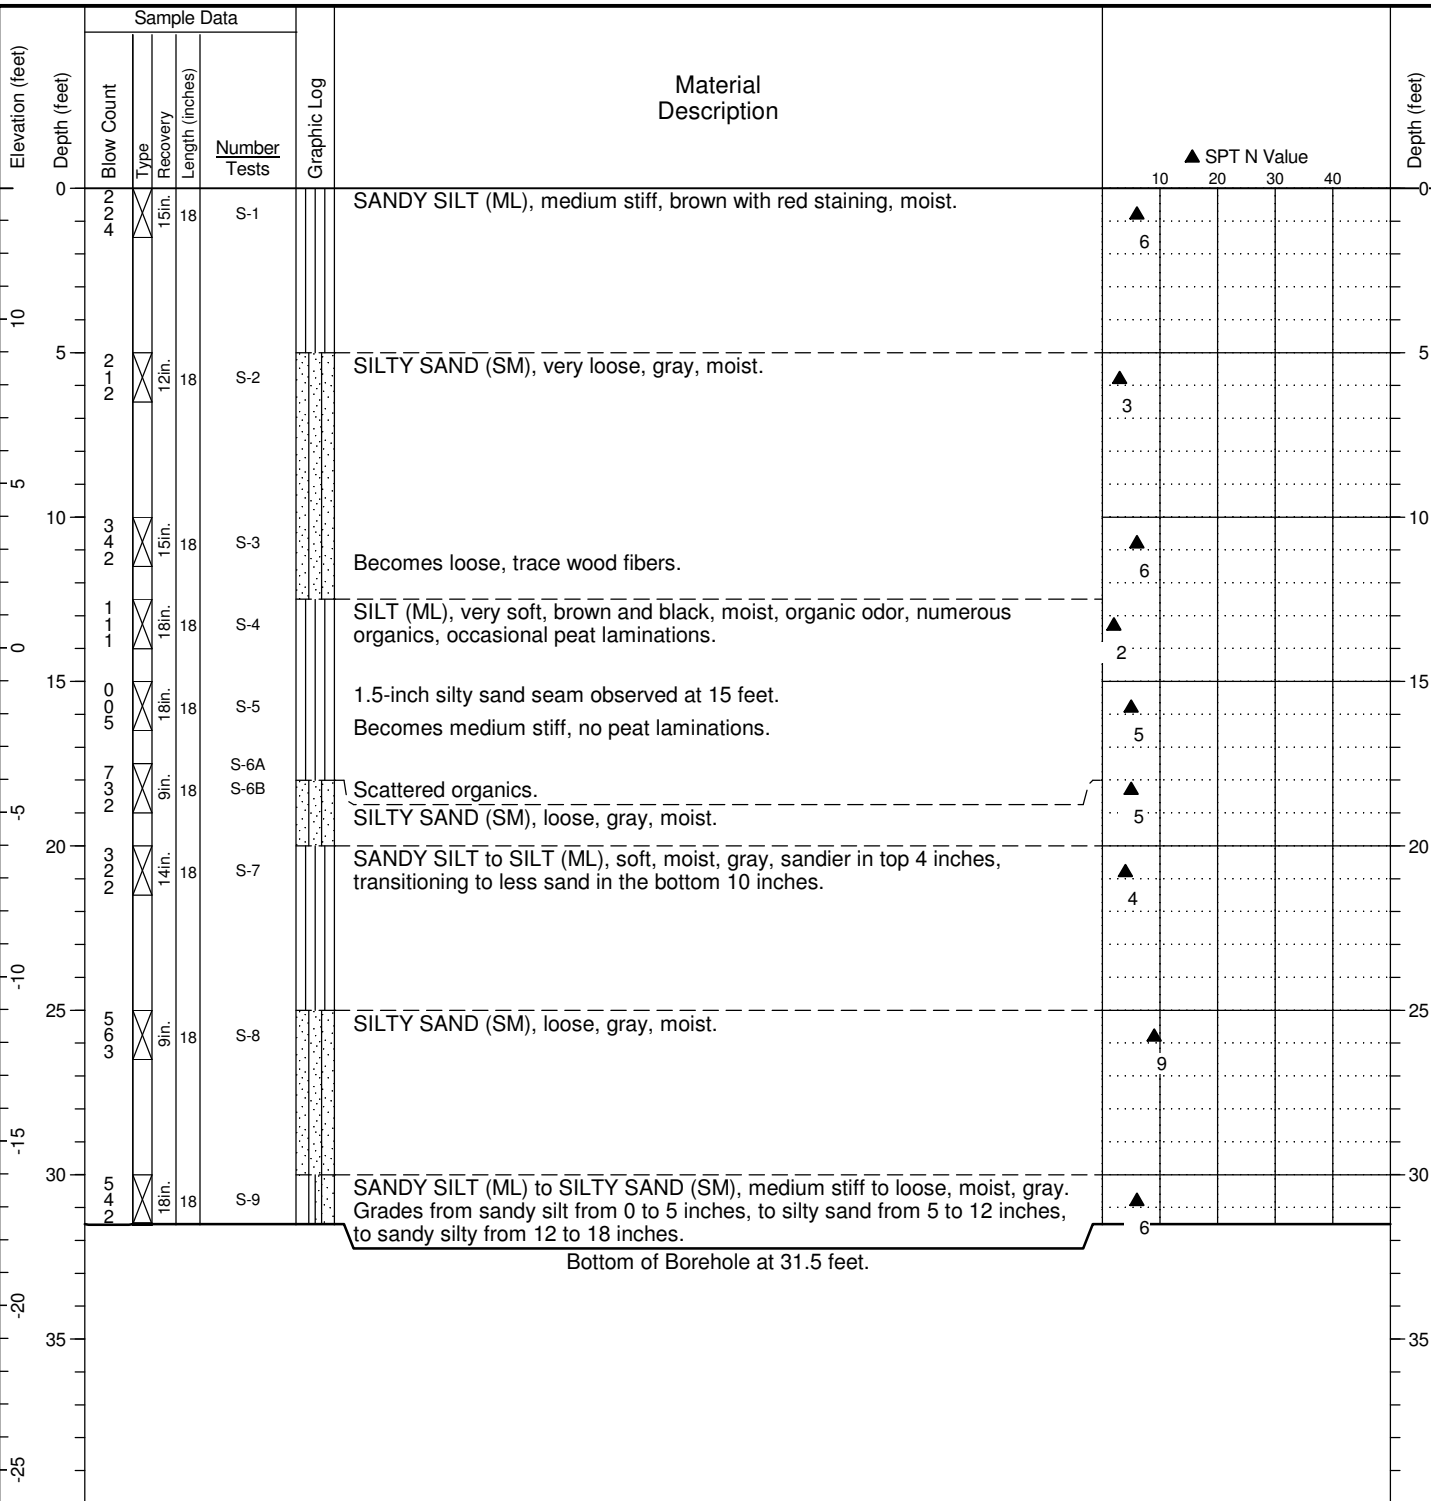 Sample Data
Elevation (feet)
Depth (feet)
Blow Count
Type
Recovery
Length (inches)
Number
Tests
Graphic Log
Material
Description
▲ SPT N Value
Depth (feet)
10 20 30 40
0
2
2
4
15in.
18
S-1
SANDY SILT (ML), medium stiff, brown with red staining, moist.
6
0
10
5
2
1
2
12in.
18
S-2
SILTY SAND (SM), very loose, gray, moist.
3
5
5
10
3
4
2
15in.
18
S-3
Becomes loose, trace wood fibers.
6
10
1
1
1
18in.
18
S-4
SILT (ML), very soft, brown and black, moist, organic odor, numerous
organics, occasional peat laminations.
2
0
15
0
0
5
18in.
18
S-5
1.5-inch silty sand seam observed at 15 feet.
Becomes medium stiff, no peat laminations.
5
15
7
3
2
9in.
18
S-6A
S-6B
Scattered organics.
SILTY SAND (SM), loose, gray, moist.
5
-5
20
3
2
2
14in.
18
S-7
SANDY SILT to SILT (ML), soft, moist, gray, sandier in top 4 inches,
transitioning to less sand in the bottom 10 inches.
4
20
-10
25
5
6
3
9in.
18
S-8
SILTY SAND (SM), loose, gray, moist.
9
25
-15
30
5
4
2
18in.
18
S-9
SANDY SILT (ML) to SILTY SAND (SM), medium stiff to loose, moist, gray.
Grades from sandy silt from 0 to 5 inches, to silty sand from 5 to 12 inches,
to sandy silty from 12 to 18 inches.
6
30
Bottom of Borehole at 31.5 feet.
-20
35
35
-25